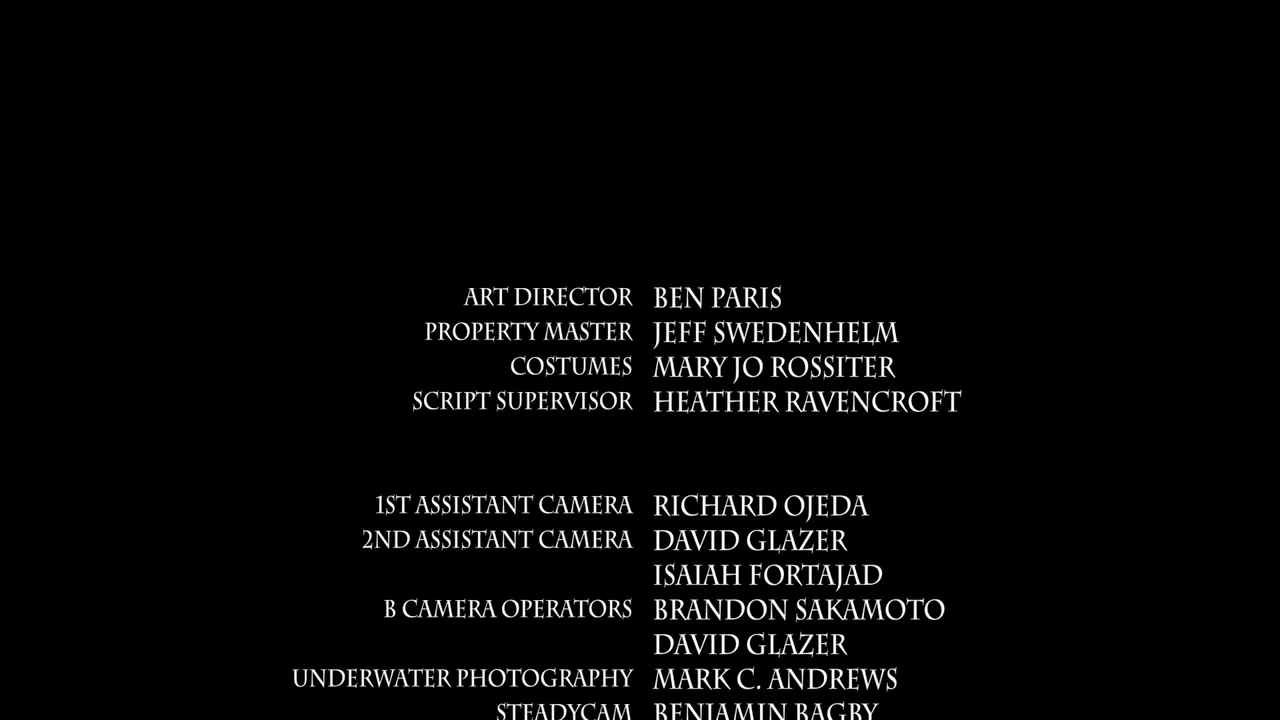 ART DIRECTOR BEN PARIS
PROPERTY MASTER JEFF SWEDENHELM
COSTUMES MARY JO ROSSITER
SCRIPT SUPERVISOR HEATHER RAVENCROFT
1ST ASSISTANT CAMERA RICHARD OJEDA
2ND ASSISTANT CAMERA DAVID GLAZER
ISAIAH FORTAJAD
B CAMERA OPERATORS BRANDON SAKAMOTO
DAVID GLAZER
UNDERWATER PHOTOGRAPHY MARK C. ANDREWS
STEADYCAM BENJAMIN BAGBY